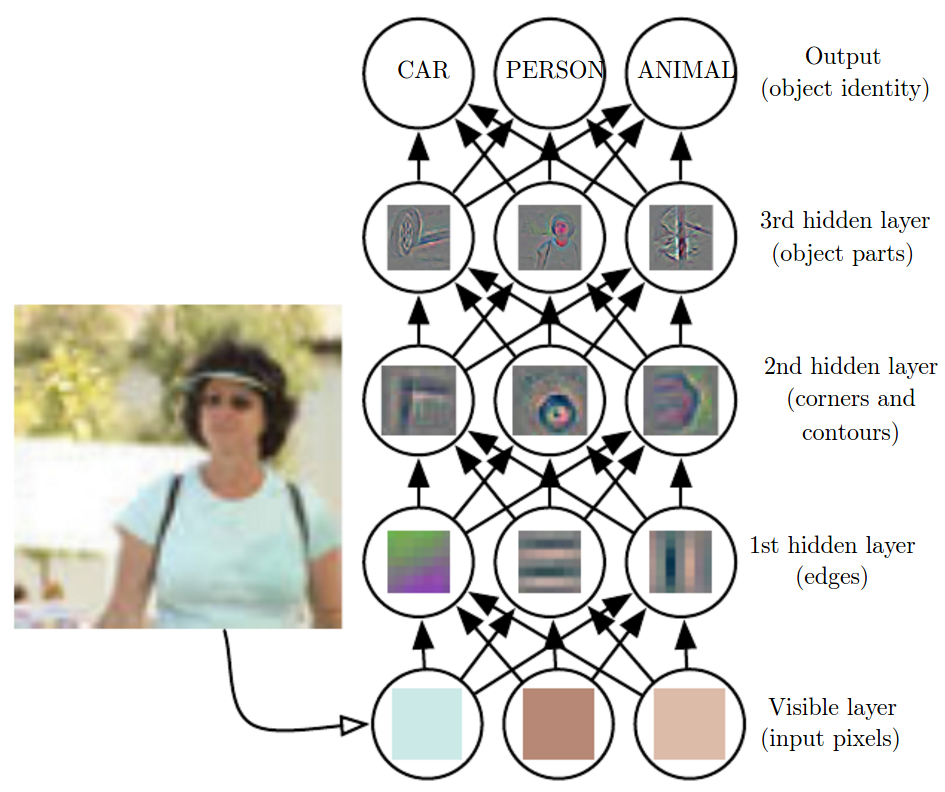 CAR
PERSON
ANIMAL
Output
(object identity)
3rd hidden layer
(object parts)
2nd hidden layer
(corners and
contours)
1st hidden layer
(edges)
Visible layer
(input pixels)